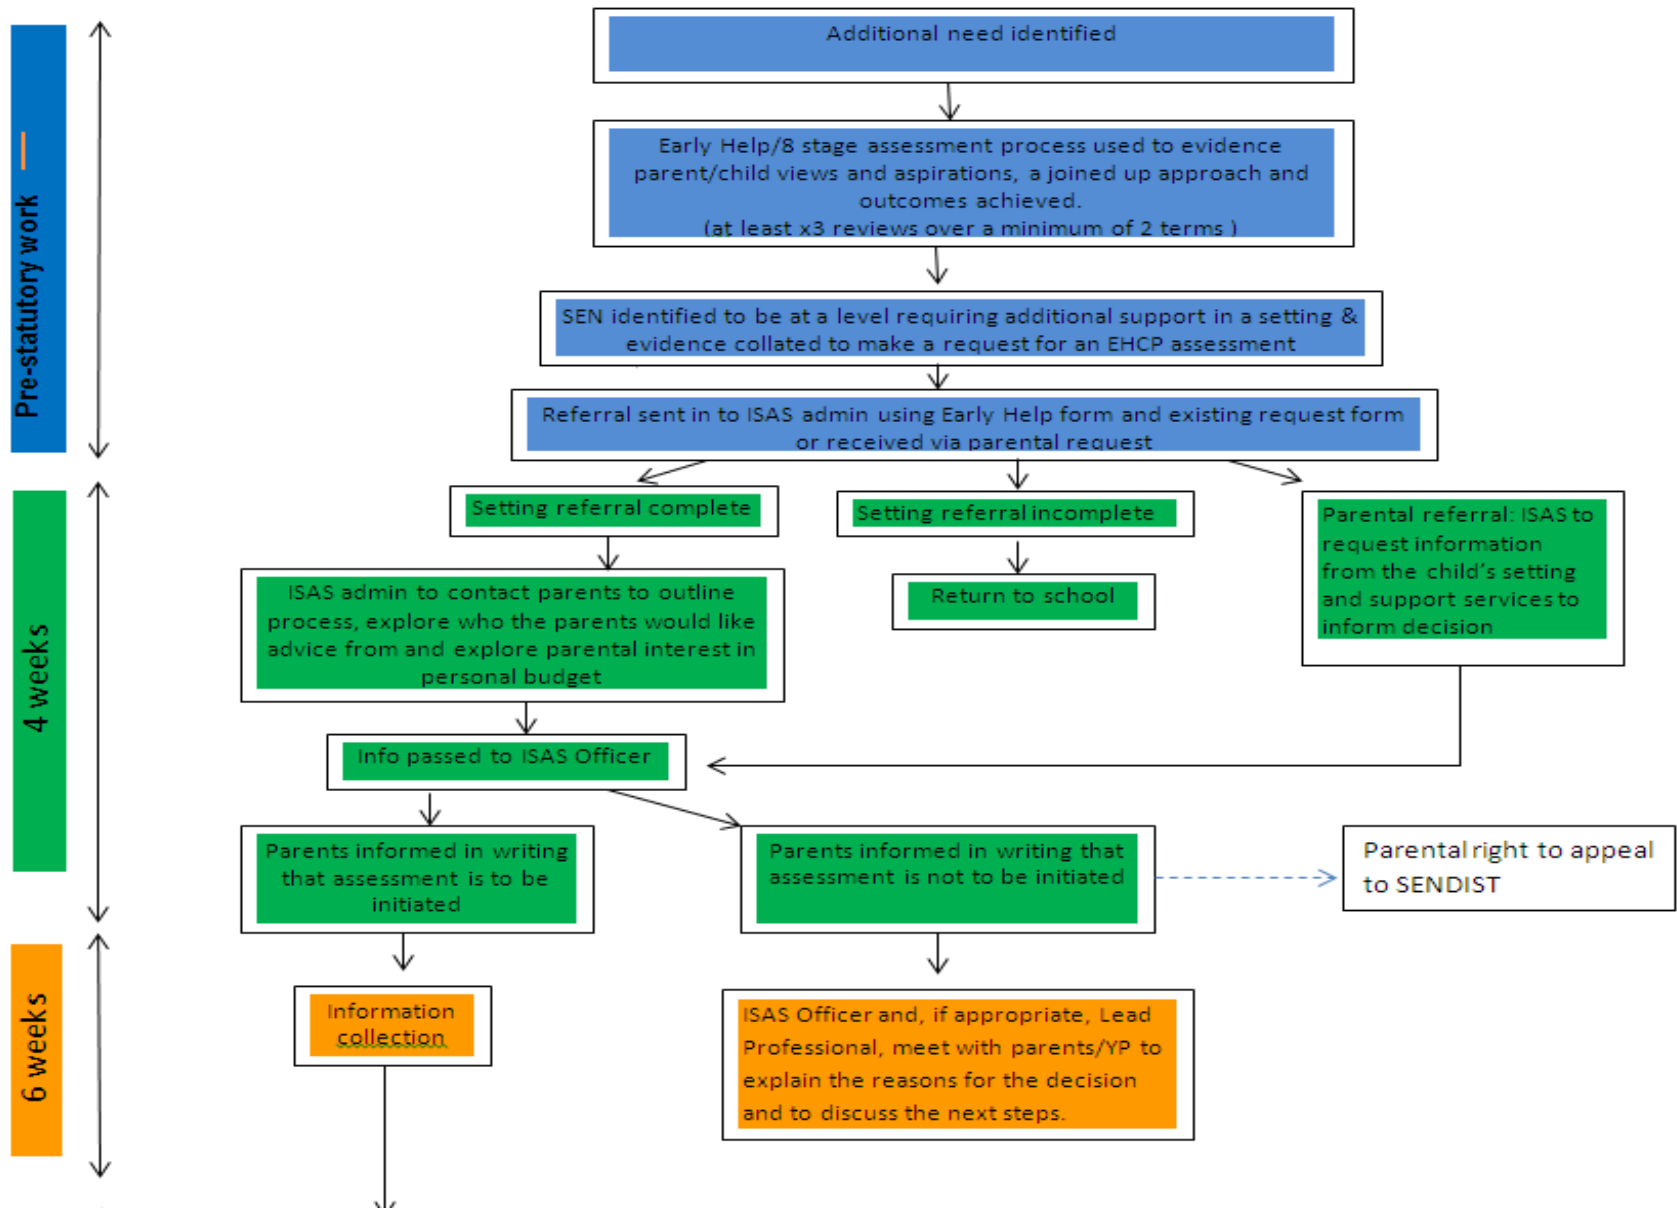 Pre-statutory work —
Additional need identified
Early Help/8 stage assessment process used to evidence
parent/child views and aspirations, a joined up approach and
outcomes achieved.
(at least x3 reviews over a minimum of 2 terms )
SEN identified to be at a level requiring additional support in a setting &
evidence collated to make a request for an EHCP assessment
Referral sent in to ISAS admin using Early Help form and existing request form
or received via parental request
4 weeks
Setting referral complete
Setting referral incomplete
Parental referral: ISAS to
request information
from the child's setting
and support services to
inform decision
ISAS admin to contact parents to outline
process, explore who the parents would like
advice from and explore parental interest in
personal budget
Return to school
Info passed to ISAS Officer
Parents informed in writing
that assessment is to be
initiated
Parents informed in writing that
assessment is not to be initiated
Parental right to appeal
to SENDIST
6 weeks
Information
collection
ISAS Officer and, if appropriate, Lead
Professional, meet with parents/YP to
explain the reasons for the decision
and to discuss the next steps.